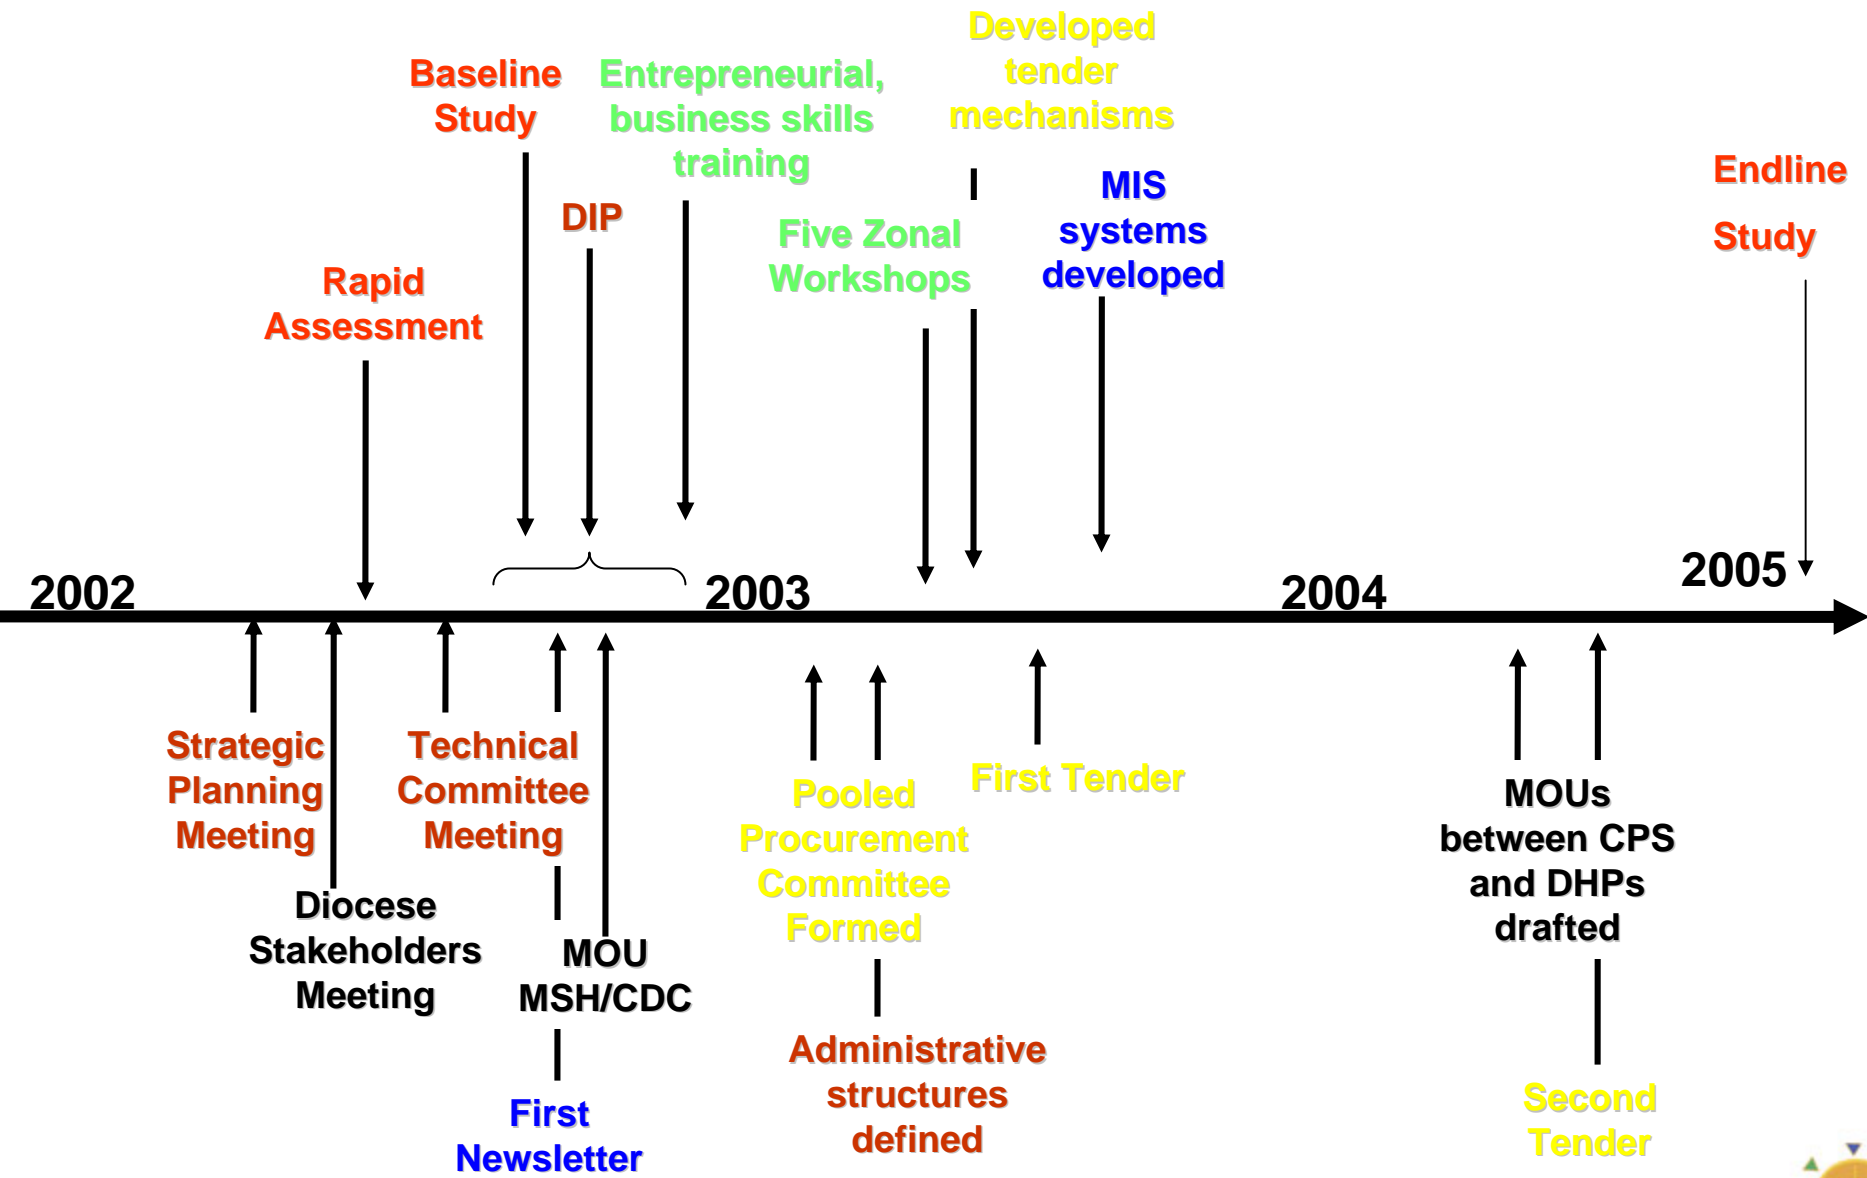 Developed
tender
mechanisms
Baseline
Study
Entrepreneurial,
business skills
training
Endline
Study
MIS
systems
developed
DIP
Five Zonal
Workshops
Rapid
Assessment
2002
2003
2004
2005
Strategic
Planning
Meeting
Technical
Committee
Meeting
Pooled
Procurement
Committee
Formed
First Tender
MOUs
between CPS
and DHPs
drafted
Diocese
Stakeholders
Meeting
MOU
MSH/CDC
Administrative
structures
defined
First
Newsletter
Second
Tender